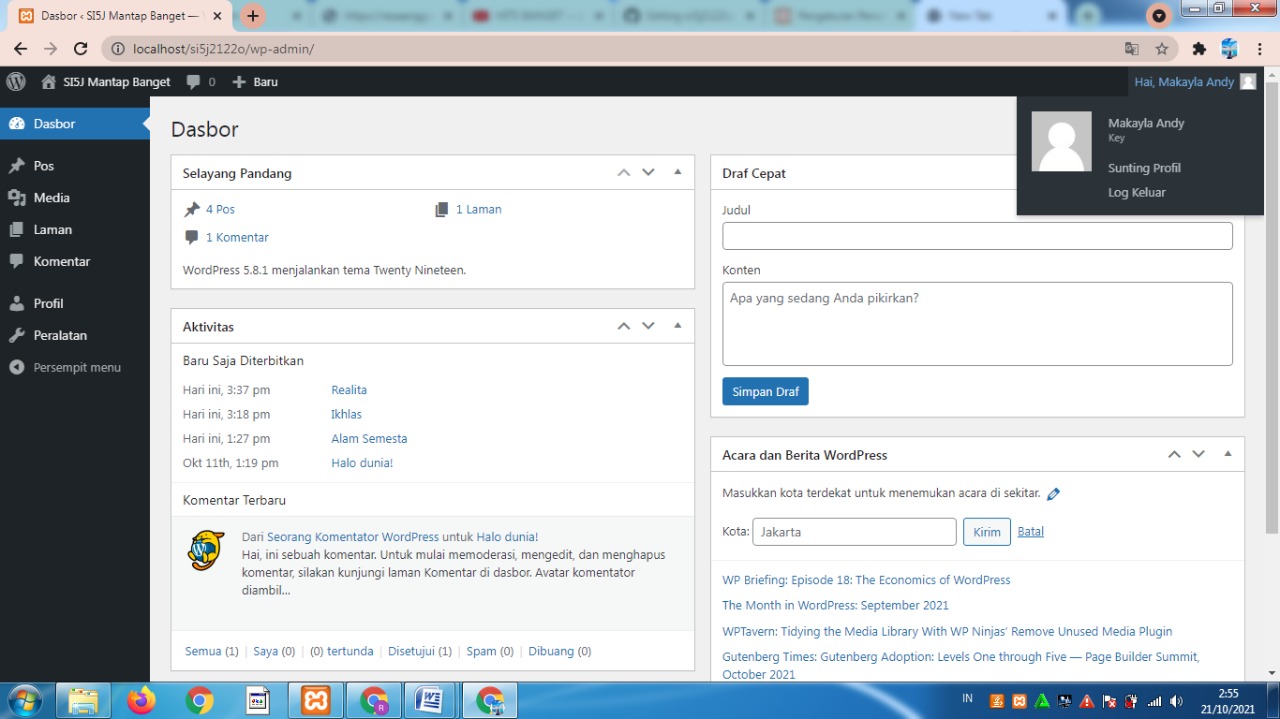 Dasbor ‹ SI5J Mantap Banget — V
localhost/si5j2122o/wp-admin/
SI5J Mantap Banget
0
Baru
Hai, Makayla Andy
Makayla Andy
Key
Sunting Profil
Log Keluar
Dasbor
Pos
Media
Laman
Komentar
Profil
Peralatan
Persempit menu
Dasbor
Selayang Pandang
4 Pos
1 Laman
1 Komentar
WordPress 5.8.1 menjalankan tema Twenty Nineteen.
Aktivitas
Baru Saja Diterbitkan
Hari ini, 3:37 pm Realita
Hari ini, 3:18 pm Ikhlas
Hari ini, 1:27 pm Alam Semesta
Okt 11th, 1:19 pm Halo dunia!
Komentar Terbaru
Dari Seorang Komentator WordPress untuk Halo dunia!
Hai, ini sebuah komentar. Untuk mulai memoderasi, mengedit, dan menghapus
komentar, silakan kunjungi laman Komentar di dasbor. Avatar komentator
diambil...
Semua (1) | Saya (0) | (0) tertunda | Disetujui (1) | Spam (0) | Dibuang (0)
Draf Cepat
Judul
Konten
Apa yang sedang Anda pikirkan?
Simpan Draf
Acara dan Berita WordPress
Masukkan kota terdekat untuk menemukan acara di sekitar.
Kota: Jakarta Kirim Batal
WP Briefing: Episode 18: The Economics of WordPress
The Month in WordPress: September 2021
WPTavern: Tidying the Media Library With WP Ninjas’ Remove Unused Media Plugin
Gutenberg Times: Gutenberg Adoption: Levels One through Five — Page Builder Summit,
October 2021
IN
2:55
21/10/2021